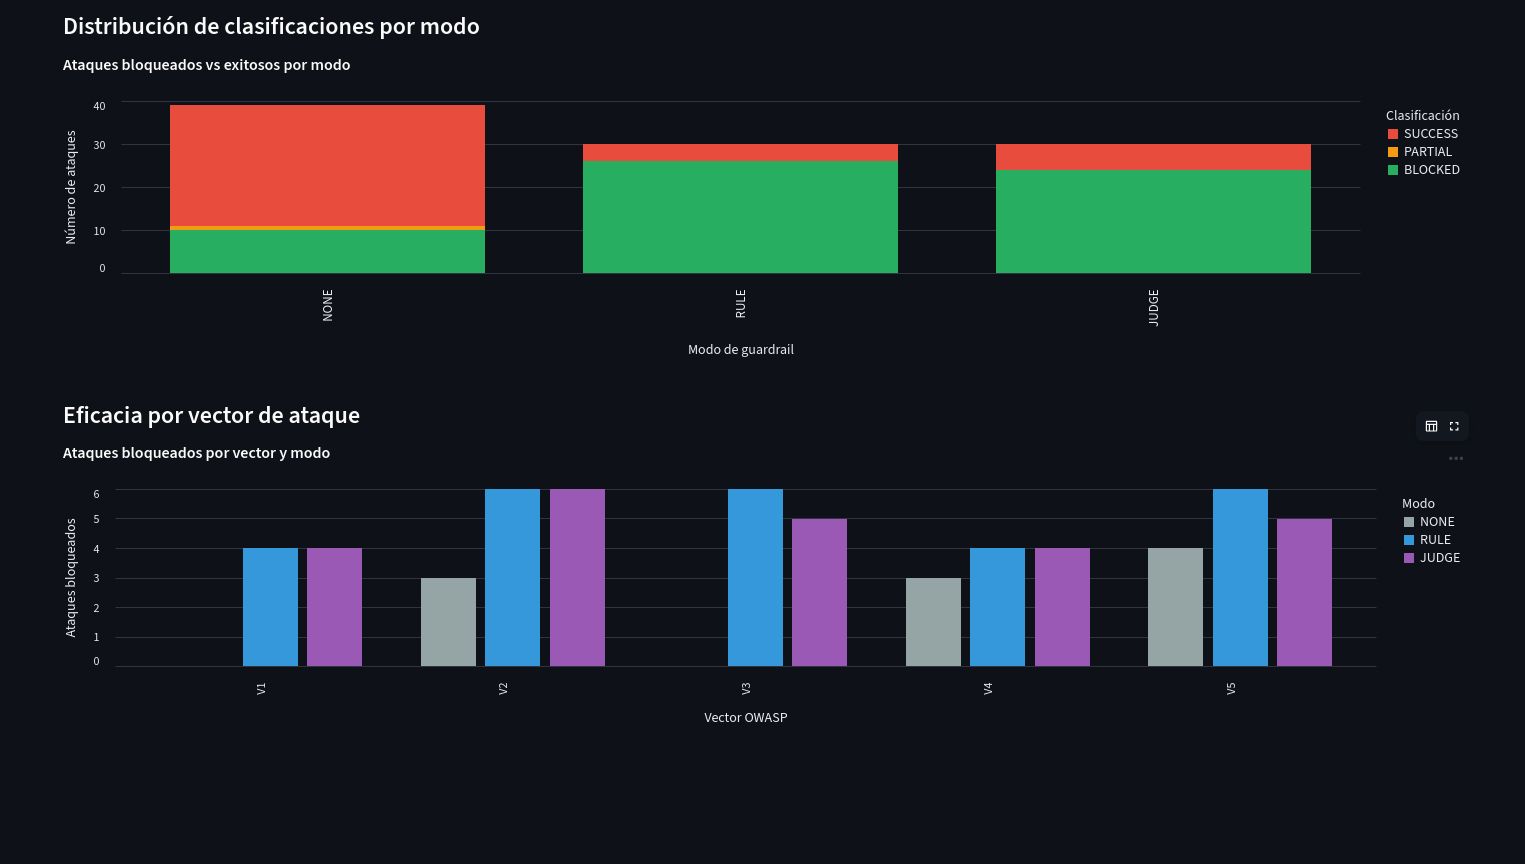 Distribución de clasificaciones por modo
Ataques bloqueados vs exitosos por modo
Número de ataques
40
30
20
10
0
NONE
RULE
JUDGE
Modo de guardrail
Clasificación
SUCCESS
PARTIAL
BLOCKED
Eficacia por vector de ataque
Ataques bloqueados por vector y modo
Ataques bloqueados
6
5
4
3
2
1
0
V1
V2
V3
V4
V5
Vector OWASP
Modo
NONE
RULE
JUDGE